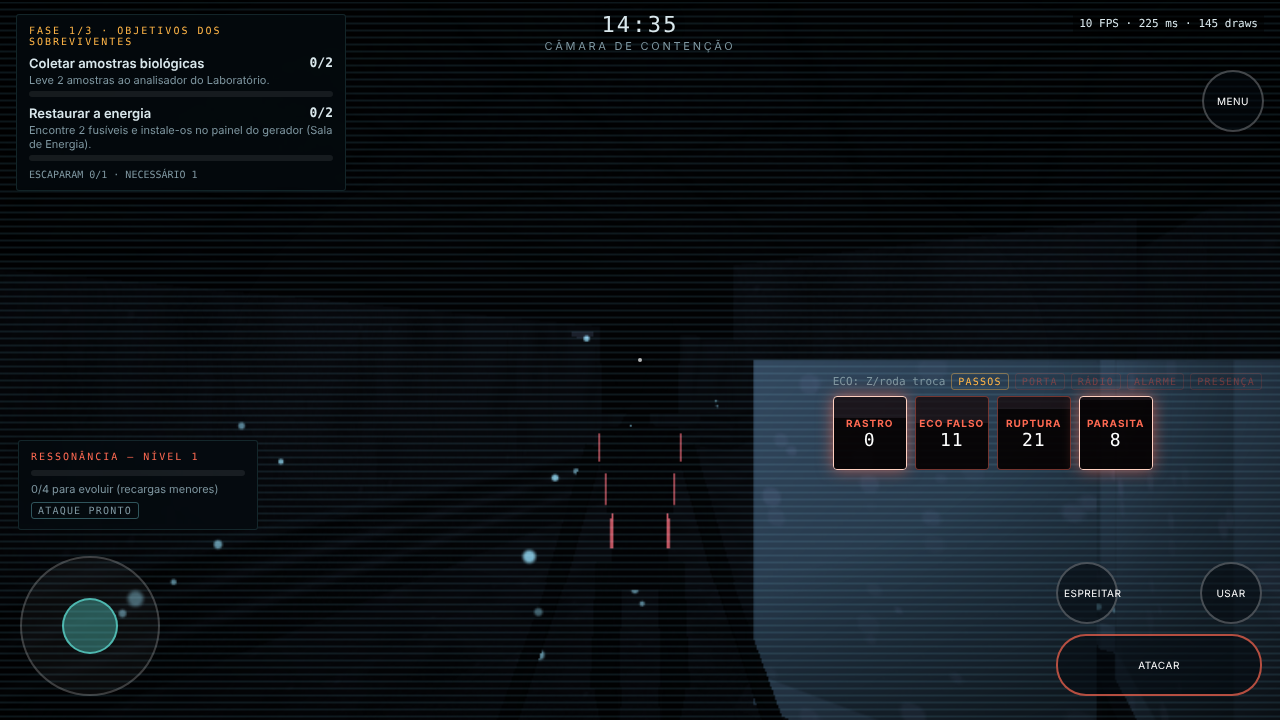 FASE 1/3 · OBJETIVOS DOS
SOBREVIVENTES
Coletar amostras biológicas 0/2
Leve 2 amostras ao analisador do Laboratório.
Restaurar a energia 0/2
Encontre 2 fusíveis e instale-os no painel do gerador (Sala
de Energia).
ESCAPARAM 0/1 · NECESSÁRIO 1
14:35
CÂMARA DE CONTENÇÃO
10 FPS · 225 ms · 145 draws
MENU
ECO: Z/roda troca PASSOS PORTA RÁDIO ALARME PRESENÇA
RASTRO
0
ECO FALSO
11
RUPTURA
21
PARASITA
8
RESSONÂNCIA — NÍVEL 1
0/4 para evoluir (recargas menores)
ATAQUE PRONTO
ESPREITAR
USAR
ATACAR